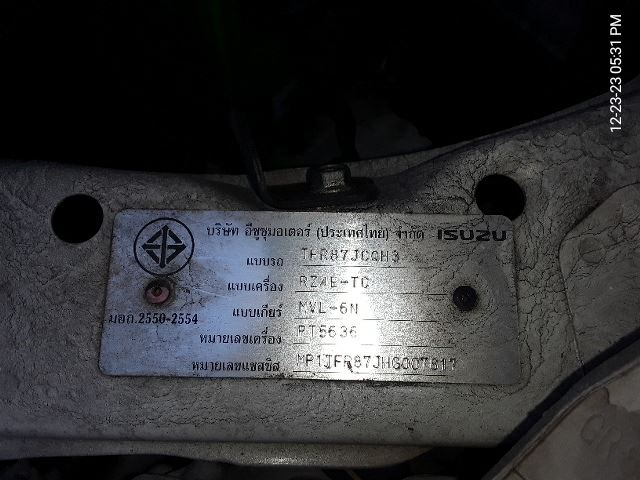 12-23-23 05:31 PM
บริษัท อีซูซุมอเตอร์ (ประเทศไทย) จำกัด ISUZU
แบบรถ
แบบเครื่อง RZ4E-TC
แบบเกียร์ MVL-6N
มอก.2550-2554
หมายเลขเครื่อง RT5636
หมายเลขแชสซีส